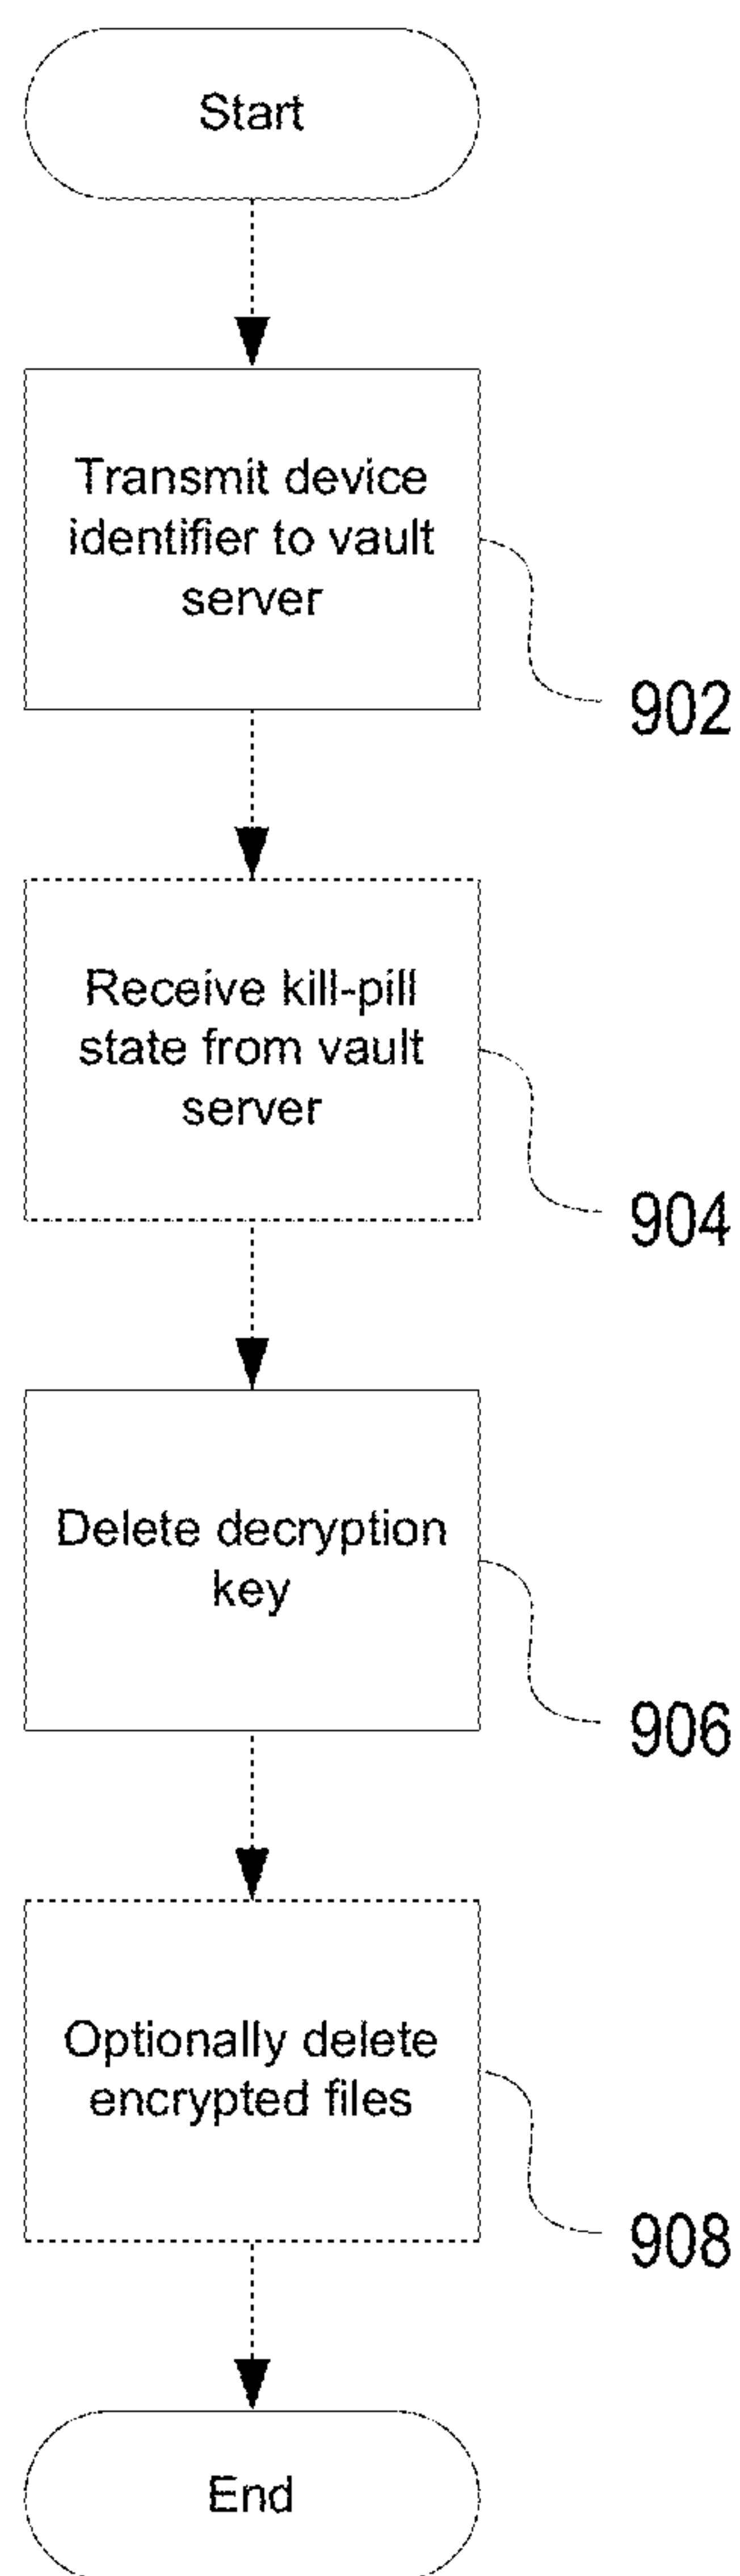 Start
Transmit device
identifier to vault
server
902
Receive kill-pill
state from vault
server
904
Delete decryption
key
906
Optionally delete
encrypted files
908
End